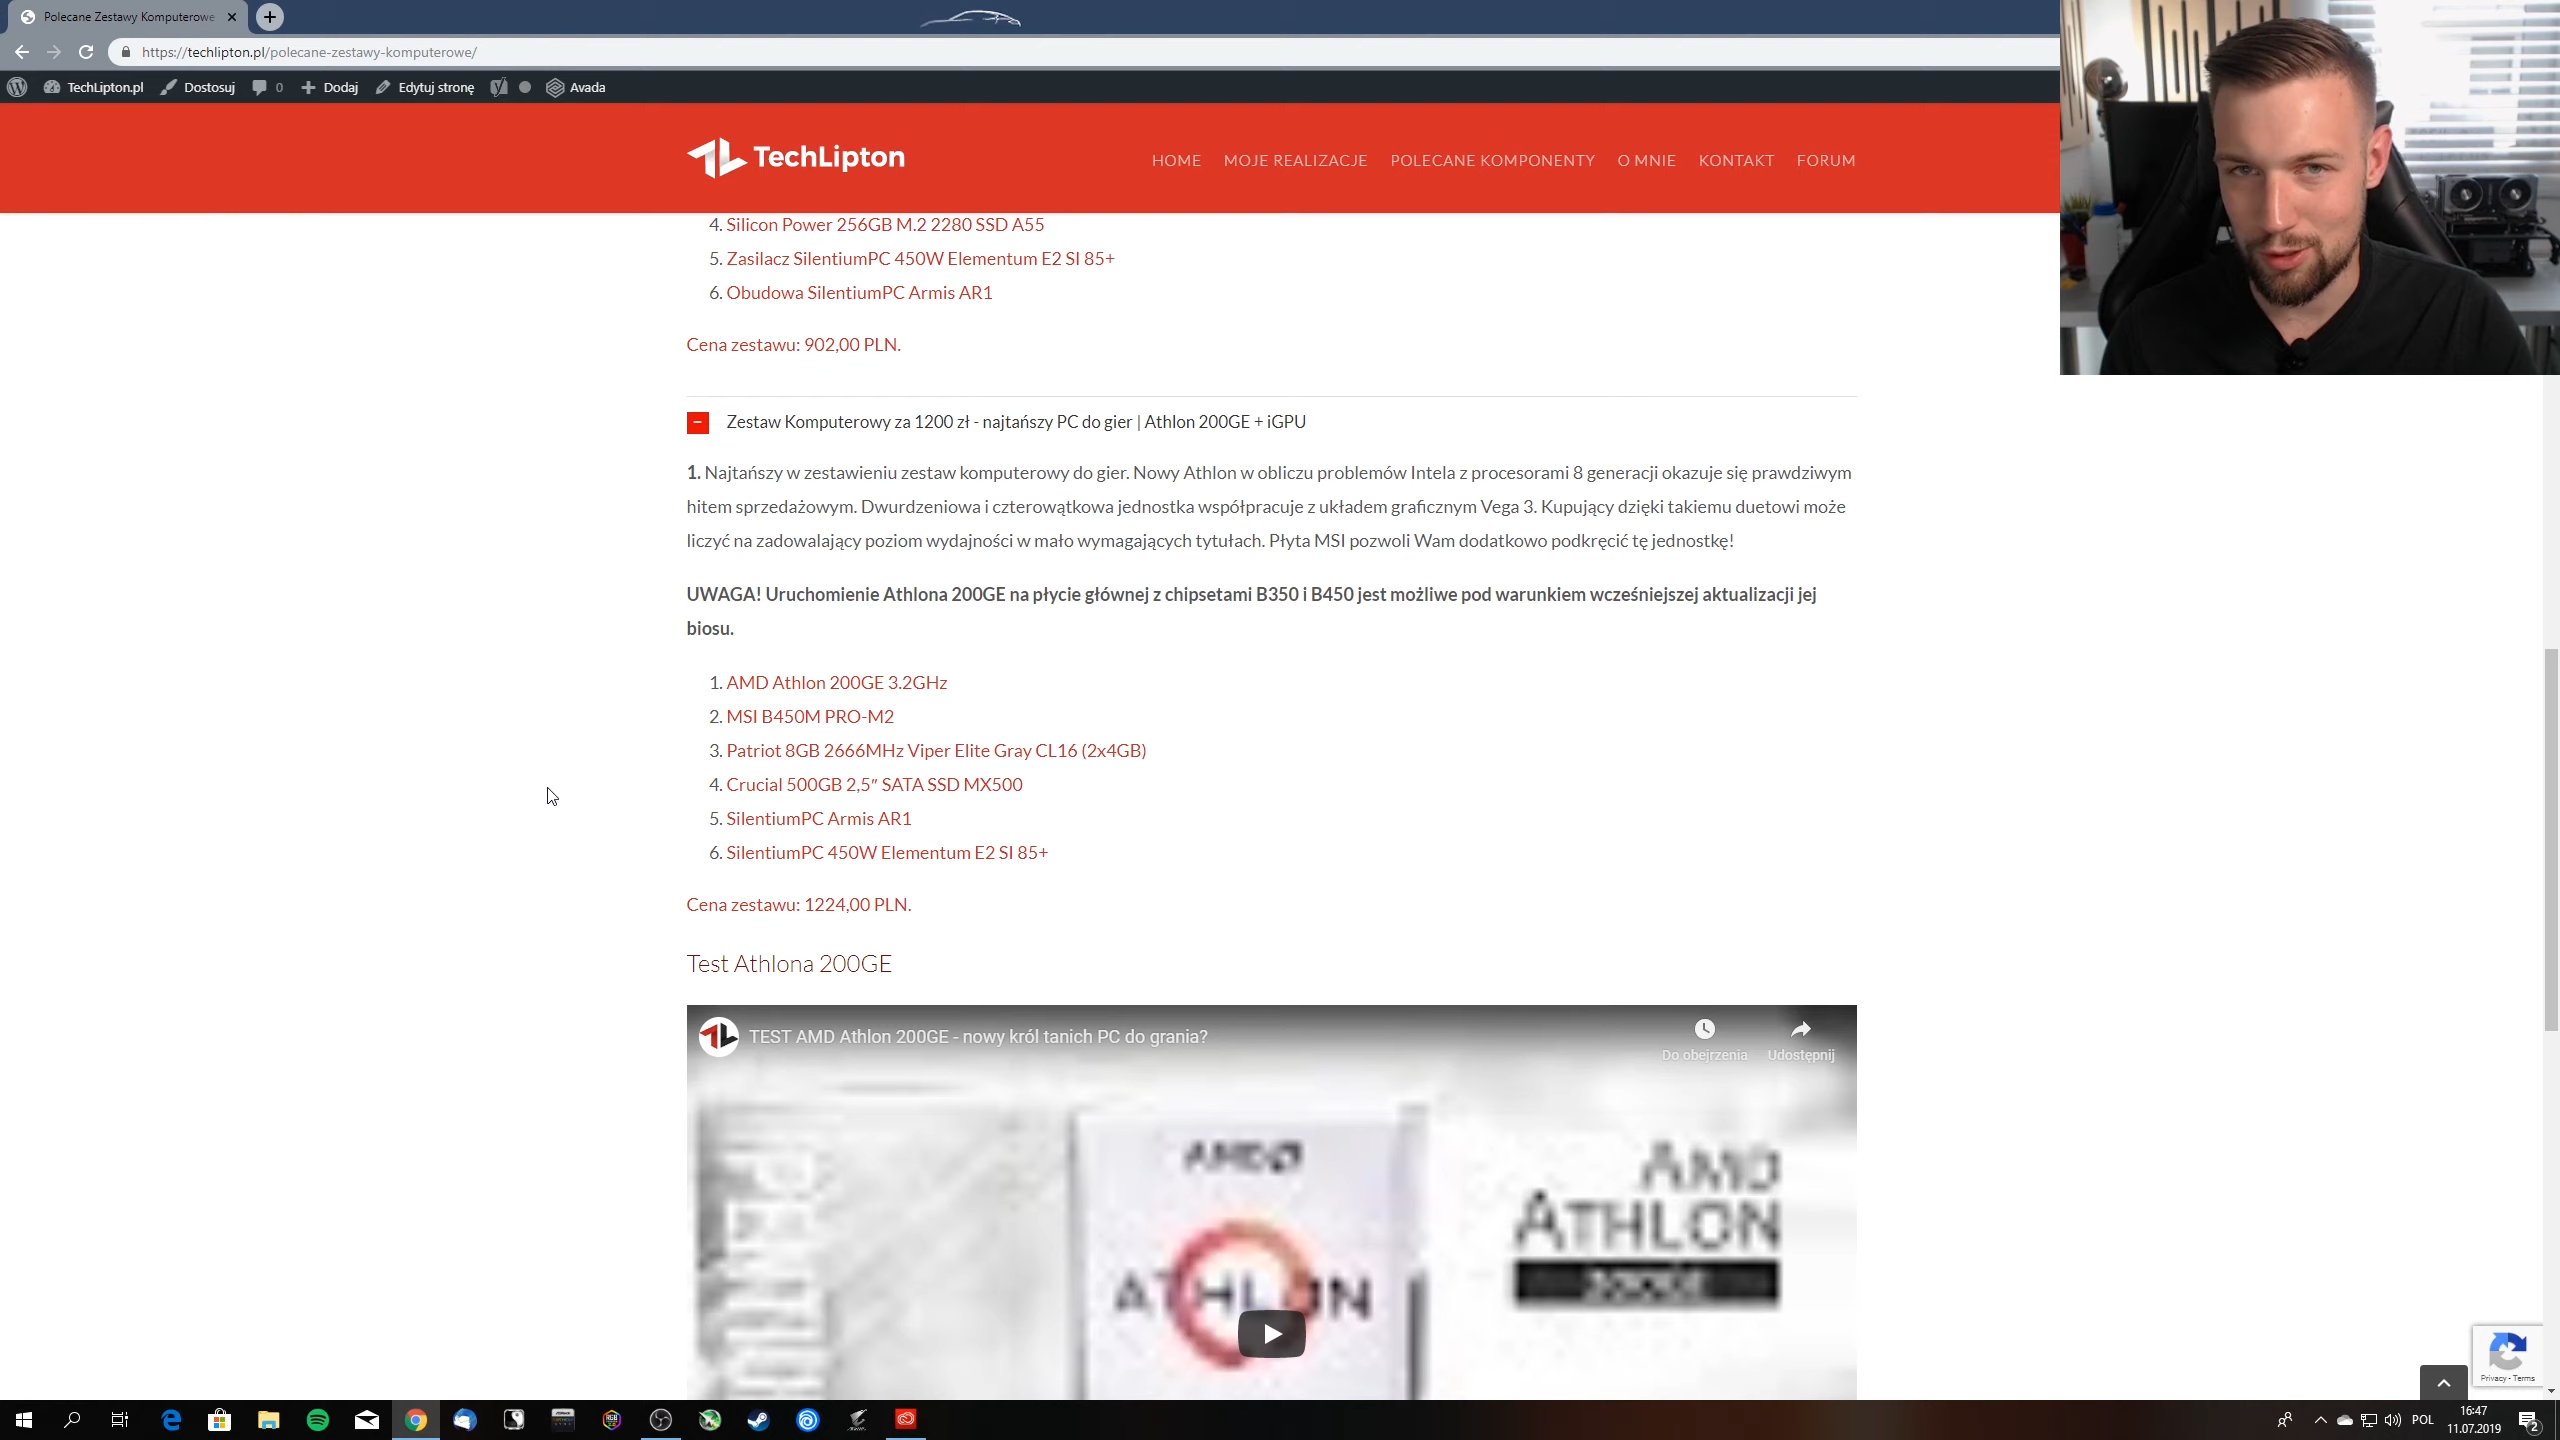 Polecane Zestawy Komputerowe
https://techlipton.pl/polecane-zestawy-komputerowe/
TechLipton.pl Dostosuj 0 Dodaj Edytuj stronę Avada
TechLipton HOME MOJE REALIZACJE POLECANE KOMPONENTY O MNIE KONTAKT FORUM
4. Silicon Power 256GB M.2 2280 SSD A55
5. Zasilacz SilentiumPC 450W Elementum E2 SI 85+
6. Obudowa SilentiumPC Armis AR1
Cena zestawu: 902,00 PLN.
Zestaw Komputerowy za 1200 zł - najtańszy PC do gier | Athlon 200GE + iGPU
1. Najtańszy w zestawieniu zestaw komputerowy do gier. Nowy Athlon w obliczu problemów Intela z procesorami 8 generacji okazuje się prawdziwym
hitem sprzedażowym. Dwurdzeniowa i czterowątkowa jednostka współpracuje z układem graficznym Vega 3. Kupujący dzięki takiemu duetowi może
liczyć na zadowalający poziom wydajności w mało wymagających tytułach. Płyta MSI pozwoli Wam dodatkowo podkręcić tę jednostkę!
UWAGA! Uruchomienie Athlona 200GE na płycie głównej z chipsetami B350 i B450 jest możliwe pod warunkiem wcześniejszej aktualizacji jej
biosu.
1. AMD Athlon 200GE 3.2GHz
2. MSI B450M PRO-M2
3. Patriot 8GB 2666MHz Viper Elite Gray CL16 (2x4GB)
4. Crucial 500GB 2,5″ SATA SSD MX500
5. SilentiumPC Armis AR1
6. SilentiumPC 450W Elementum E2 SI 85+
Cena zestawu: 1224,00 PLN.
Test Athlona 200GE
TEST AMD Athlon 200GE - nowy król tanich PC do grania?
Do obejrzenia Udostępnij
AMD
ATHLON
AMD
ATHLON
Privacy - Terms
POL
16:47
11.07.2019
2